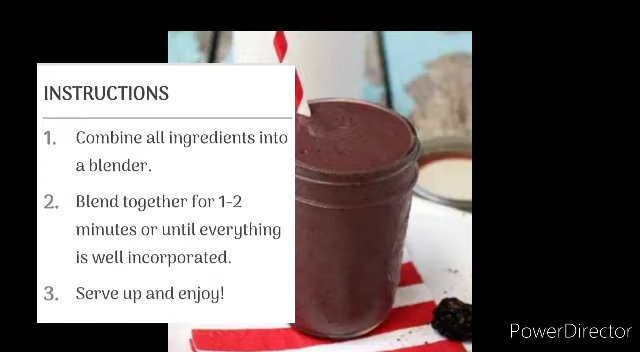 INSTRUCTIONS
1. Combine all ingredients into
a blender.
2. Blend together for 1-2
minutes or until everything
is well incorporated.
3. Serve up and enjoy!
PowerDirector